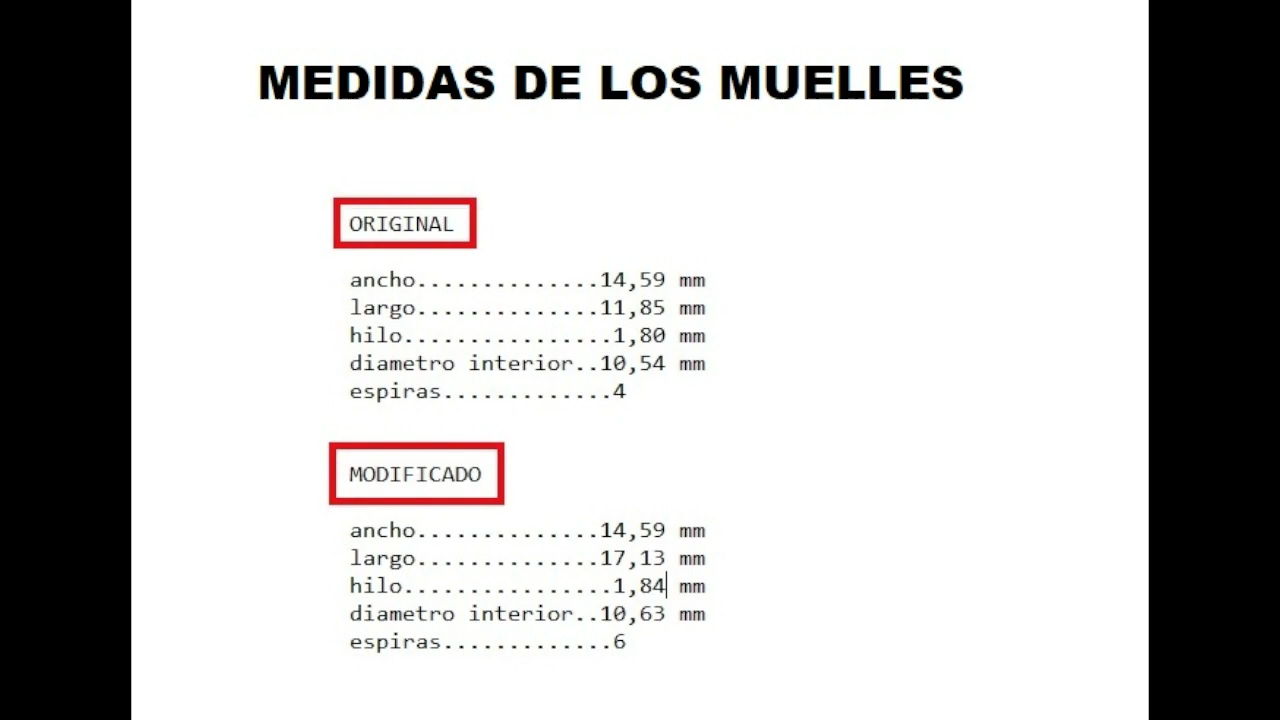 MEDIDAS DE LOS MUELLES
ORIGINAL
ancho..............14,59 mm
largo..............11,85 mm
hilo................1,80 mm
diametro interior..10,54 mm
espiras.............4
MODIFICADO
ancho..............14,59 mm
largo..............17,13 mm
hilo................1,84 mm
diametro interior..10,63 mm
espiras.............6